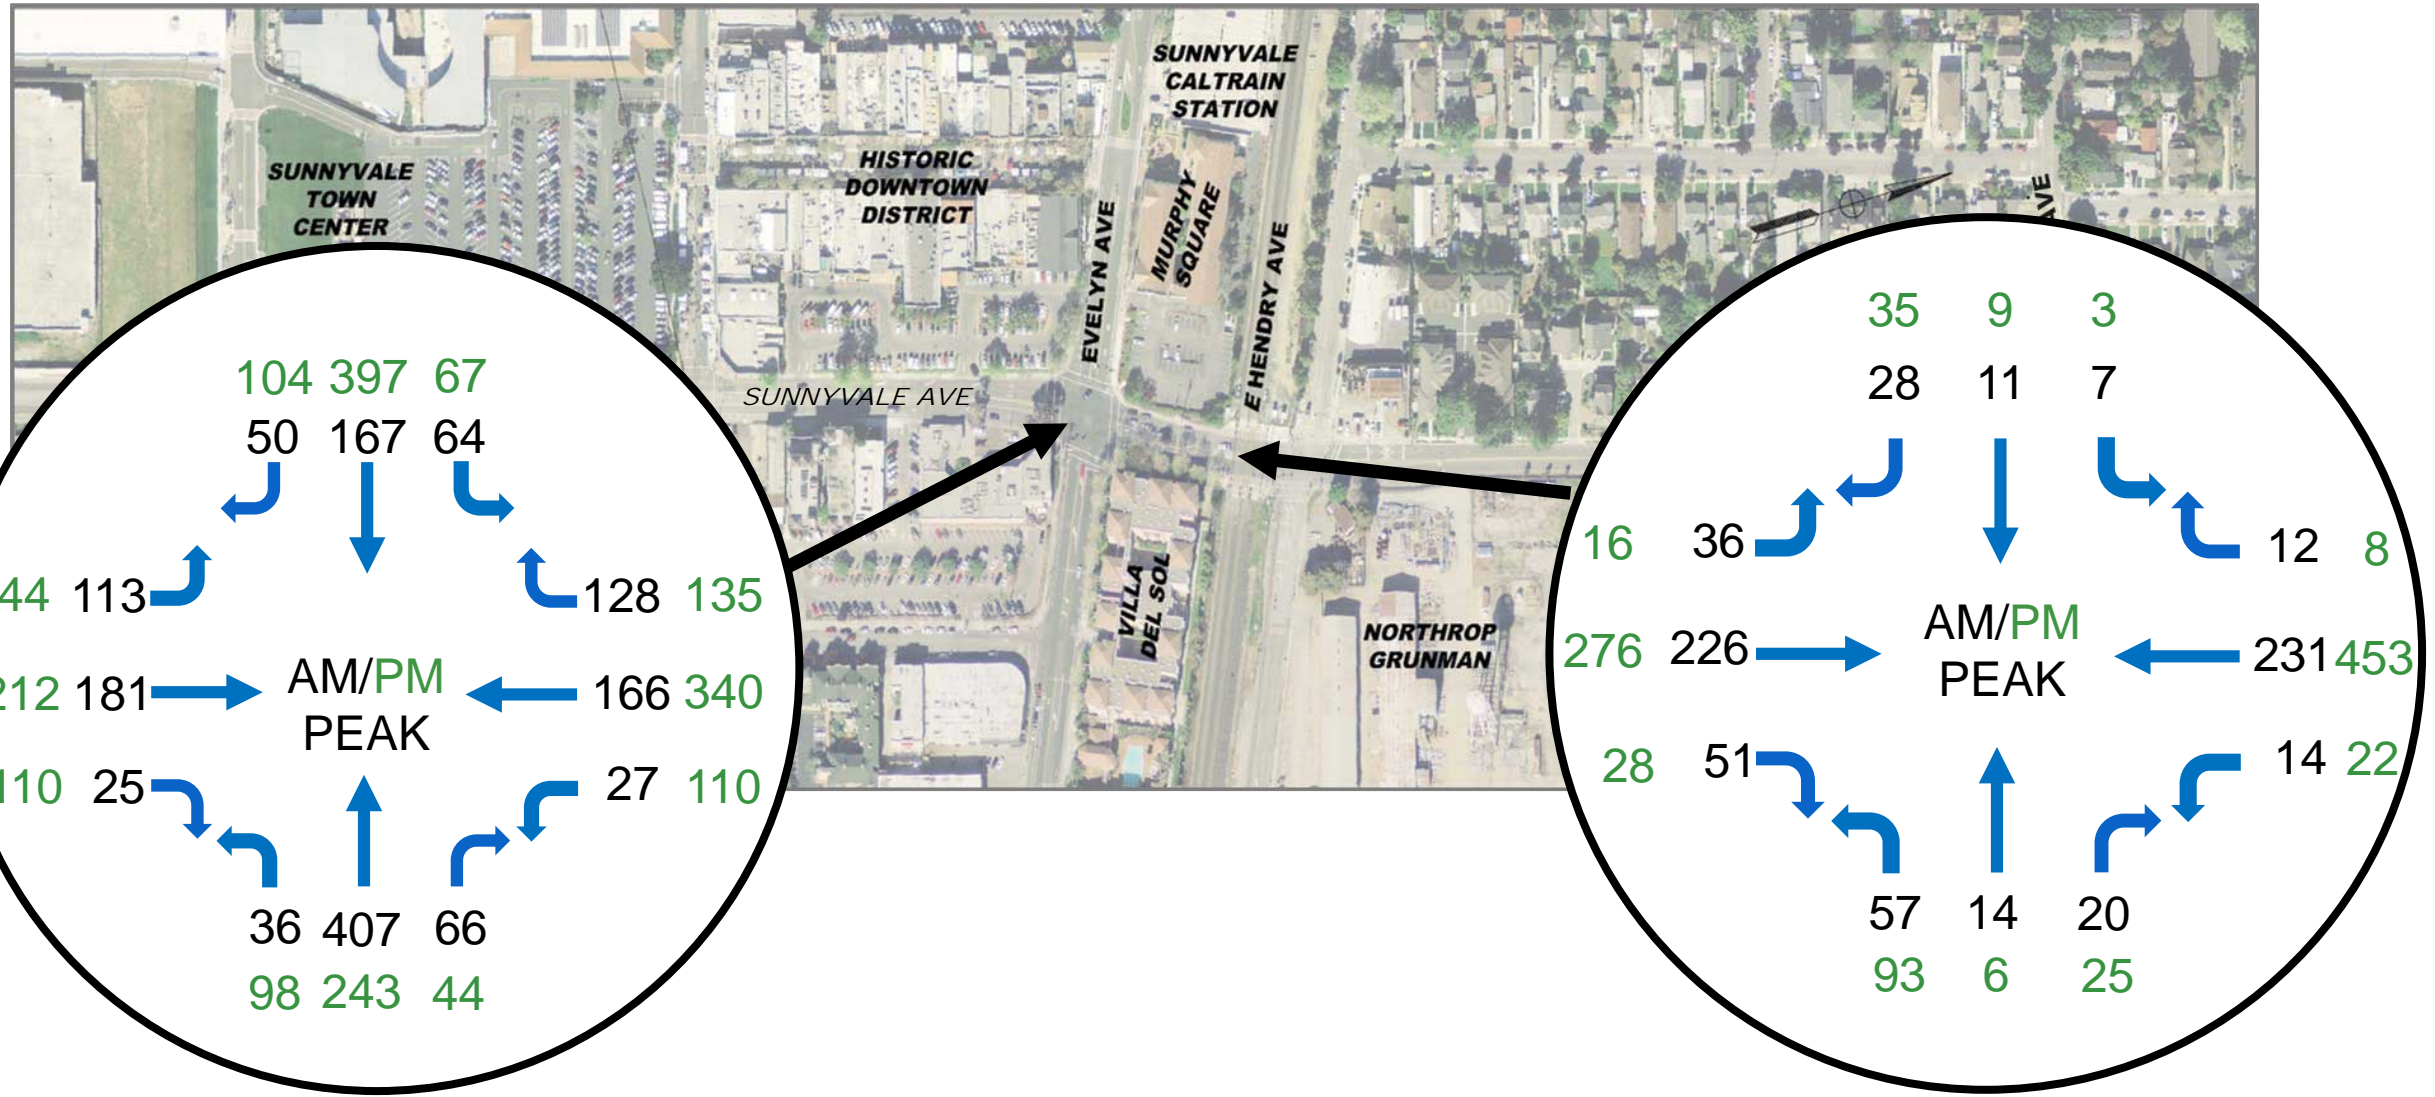 SUNNYVALE
CALTRAIN
STATION
SUNNYVALE
TOWN
CENTER
HISTORIC
DOWNTOWN
DISTRICT
MURPHY
SQUARE
EVELYN AVE
E HENDRY AVE
AVE
SUNNYVALE AVE
VILLA
DEL SOL
NORTHROP
GRUNMAN
104 397 67
50 167 64
44 113
128 135
AM/PM
PEAK
212 181
166 340
110 25
27 110
36 407 66
98 243 44
35 9 3
28 11 7
16 36
12 8
AM/PM
PEAK
276 226
231 453
28 51
14 22
57 14 20
93 6 25